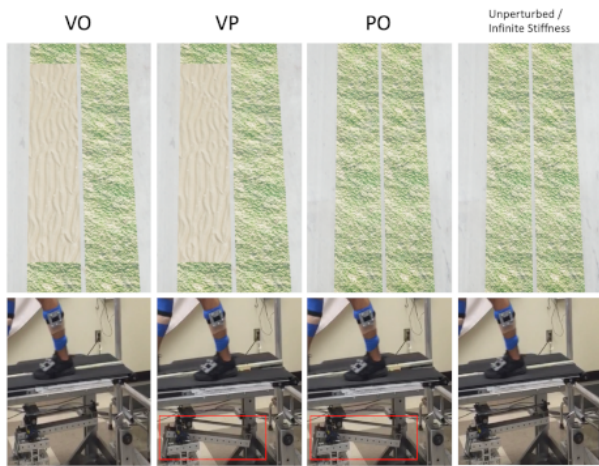 VO
VP
PO
Unperturbed /
Infinite Stiffness